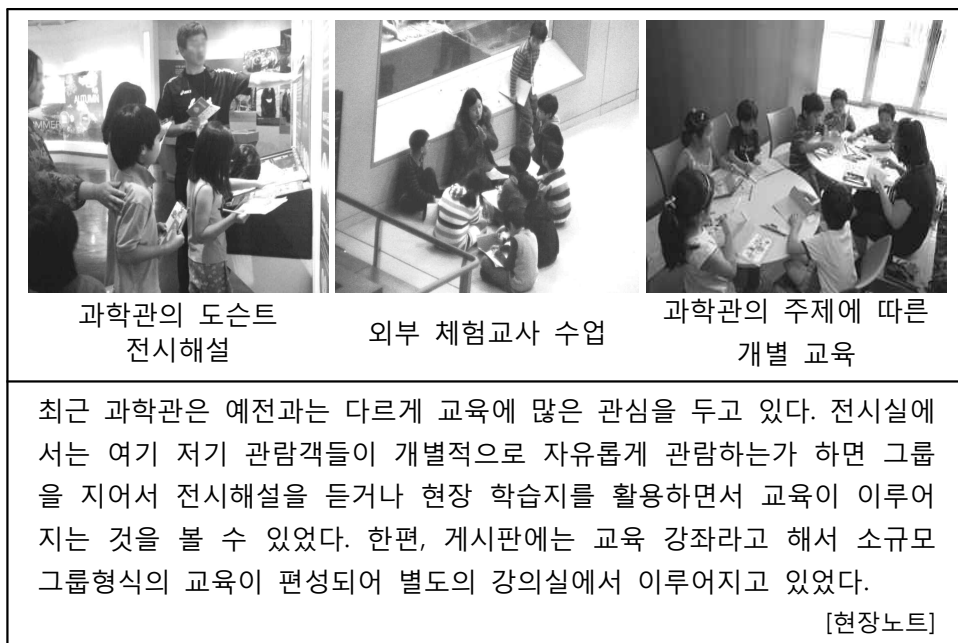 AUTUMN
과학관의 도슨트
전시해설
외부 체험교사 수업
과학관의 주제에 따른
개별 교육
최근 과학관은 예전과는 다르게 교육에 많은 관심을 두고 있다. 전시실에
서는 여기 저기 관람객들이 개별적으로 자유롭게 관람하는가 하면 그룹
을 지어서 전시해설을 듣거나 현장 학습지를 활용하면서 교육이 이루어
지는 것을 볼 수 있었다. 한편, 게시판에는 교육 강좌라고 해서 소규모
그룹형식의 교육이 편성되어 별도의 강의실에서 이루어지고 있었다.
[현장노트]